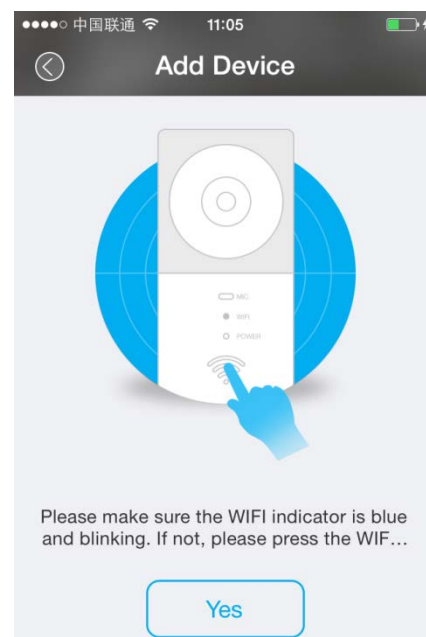 中国联通 11:05
Add Device
MIC
WIFI
POWER
Please make sure the WIFI indicator is blue
and blinking. If not, please press the WIF...
Yes